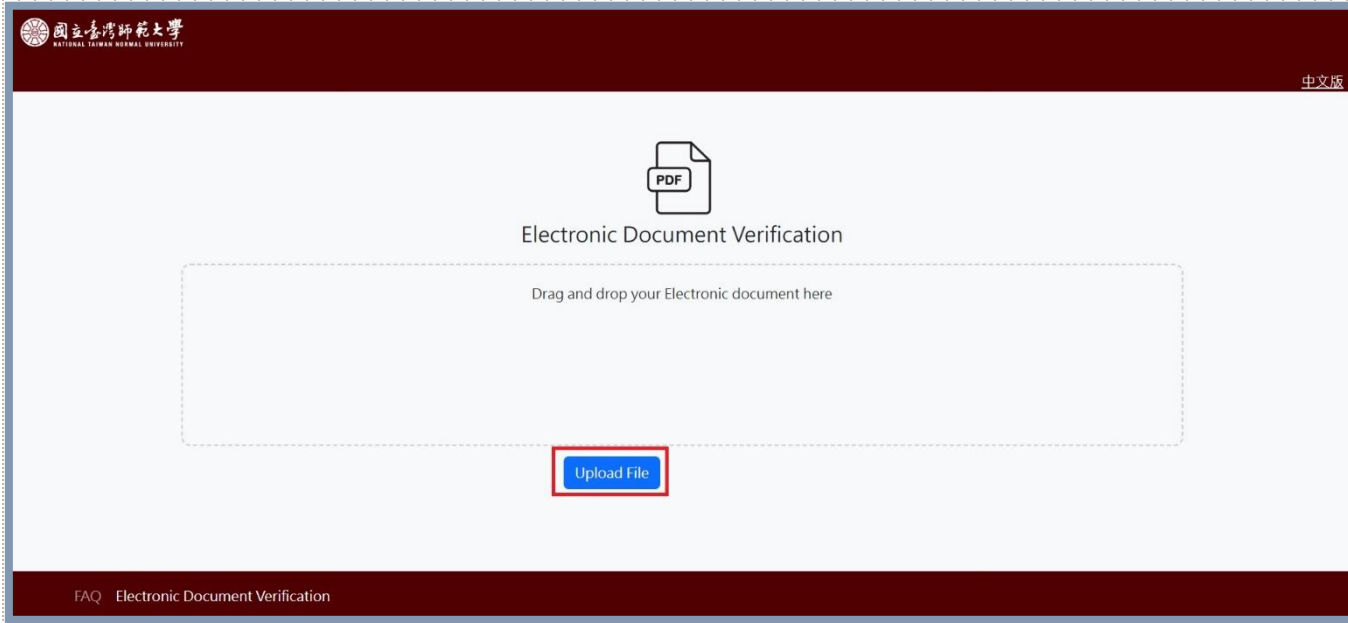 國立臺灣師範大學
NATIONAL TAIWAN NORMAL UNIVERSITY
中文版
PDF
Electronic Document Verification
Drag and drop your Electronic document here
Upload File
FAQ Electronic Document Verification